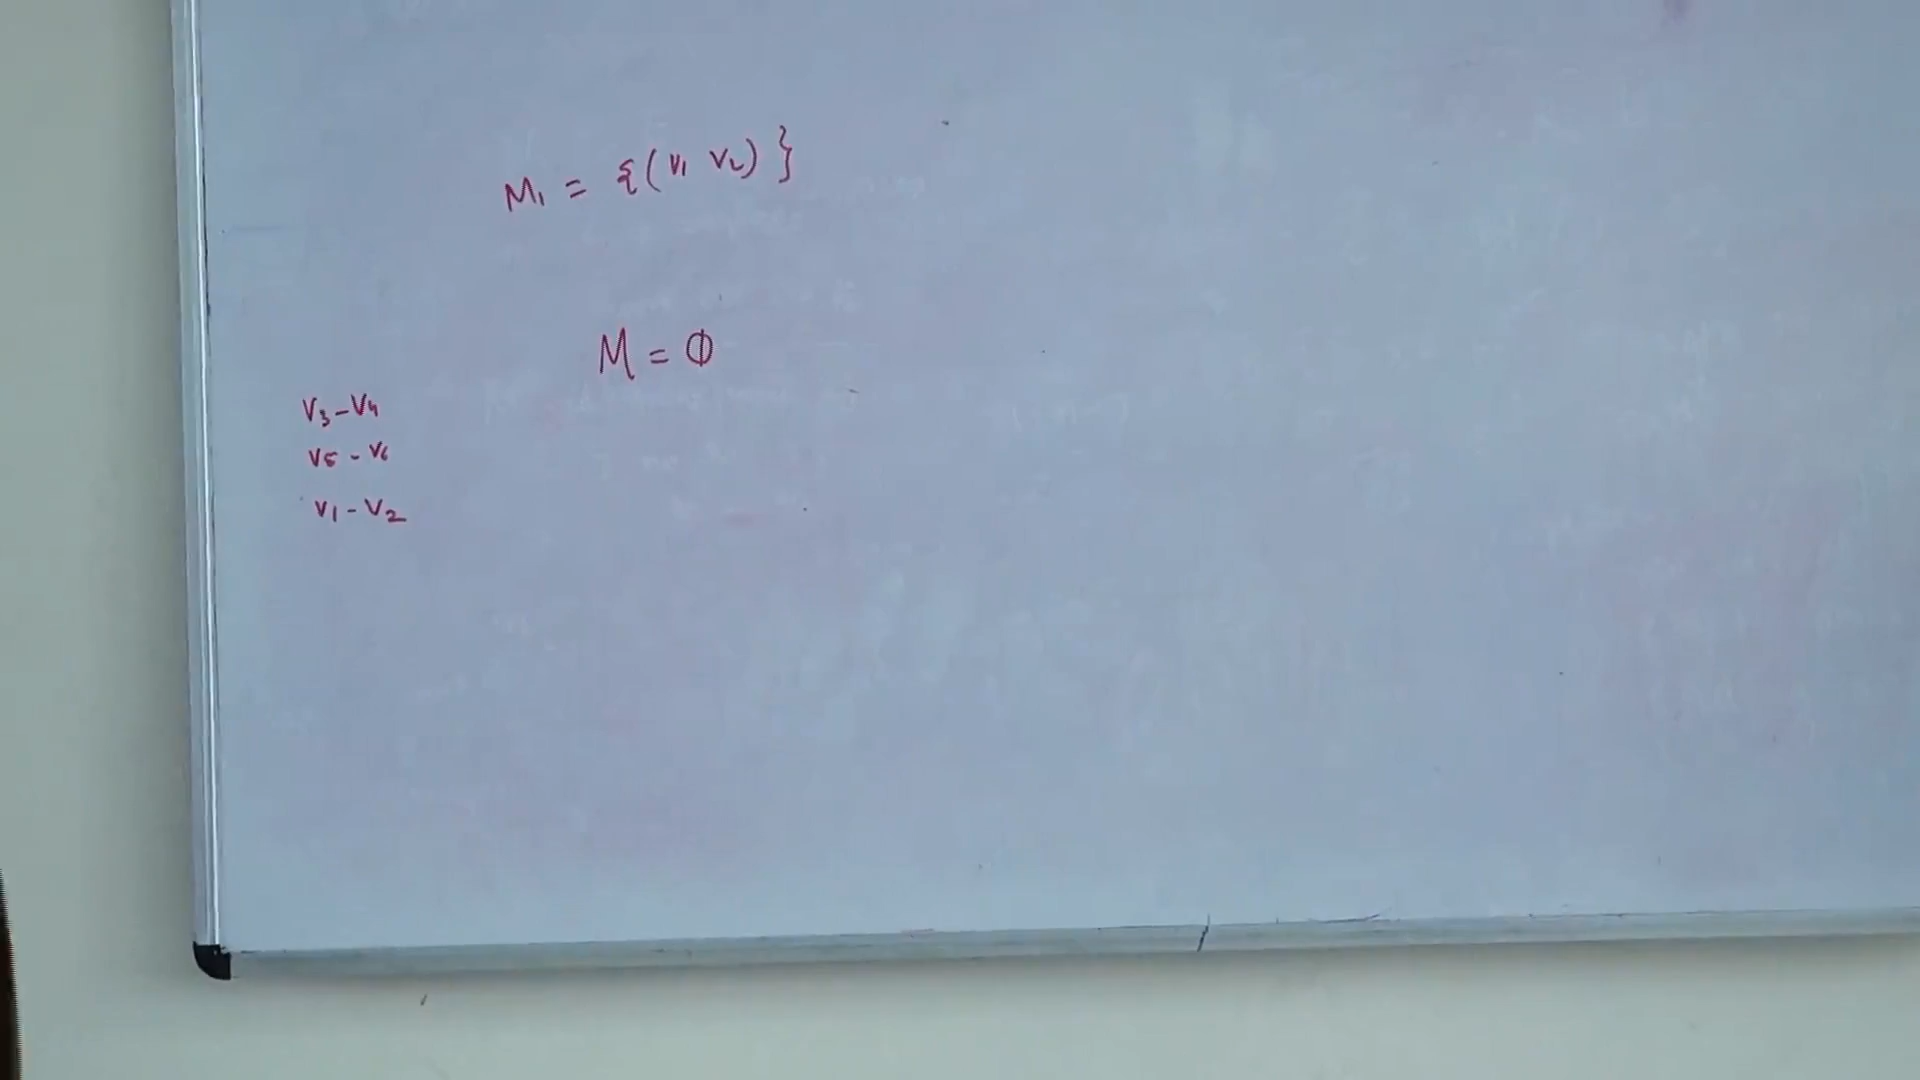 M₁ = {(v₁ v₂)}
M = Φ
v₃ - v₄
v₅ - v₆
v₁ - v₂